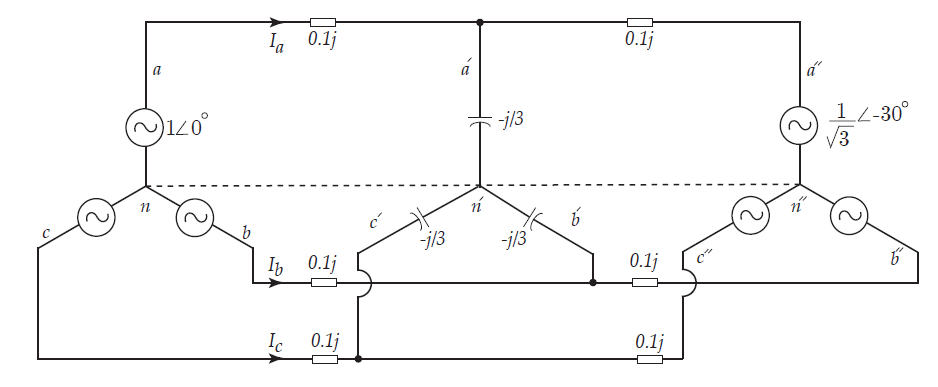 Iₐ 0.1j 0.1j
a a′ a″
1∠0° -j/3 1/√3 ∠-30°
n n′ n″
c b c′ -j/3 -j/3 b′ c″ b″
I_b 0.1j 0.1j
I_c 0.1j 0.1j